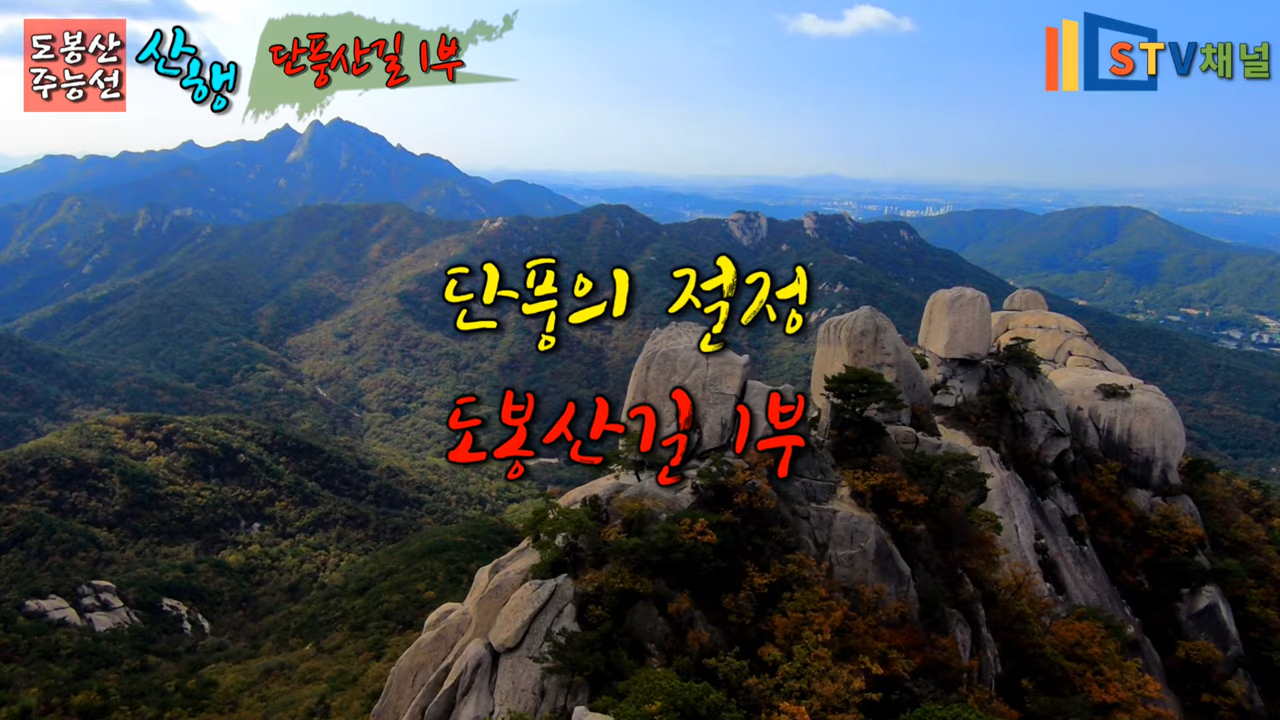 도봉산
주능선
산행
단풍산길 1부
STV채널
단풍의 절정
도봉산길 1부